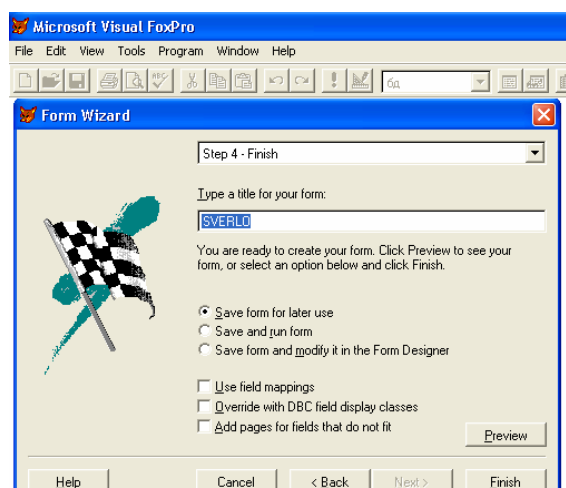 Microsoft Visual FoxPro
File Edit View Tools Program Window Help
бд
Form Wizard
Step 4 - Finish
Type a title for your form:
SVERLO
You are ready to create your form. Click Preview to see your
form, or select an option below and click Finish.
Save form for later use
Save and run form
Save form and modify it in the Form Designer
Use field mappings
Override with DBC field display classes
Add pages for fields that do not fit
Preview
Help Cancel < Back Next > Finish